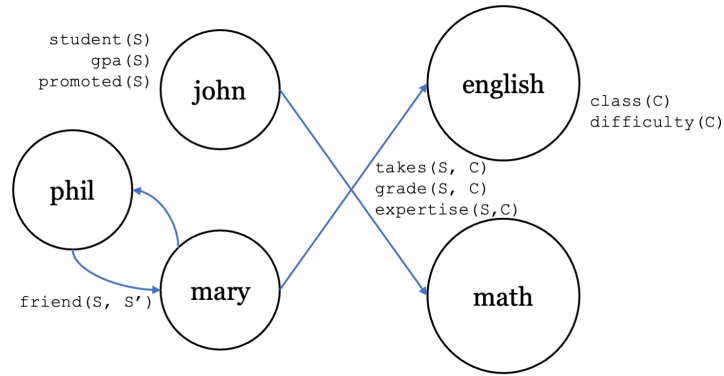 student(S)
gpa(S)
promoted(S)
john
english
class(C)
difficulty(C)
takes(S, C)
grade(S, C)
expertise(S,C)
phil
mary
math
friend(S, S′)